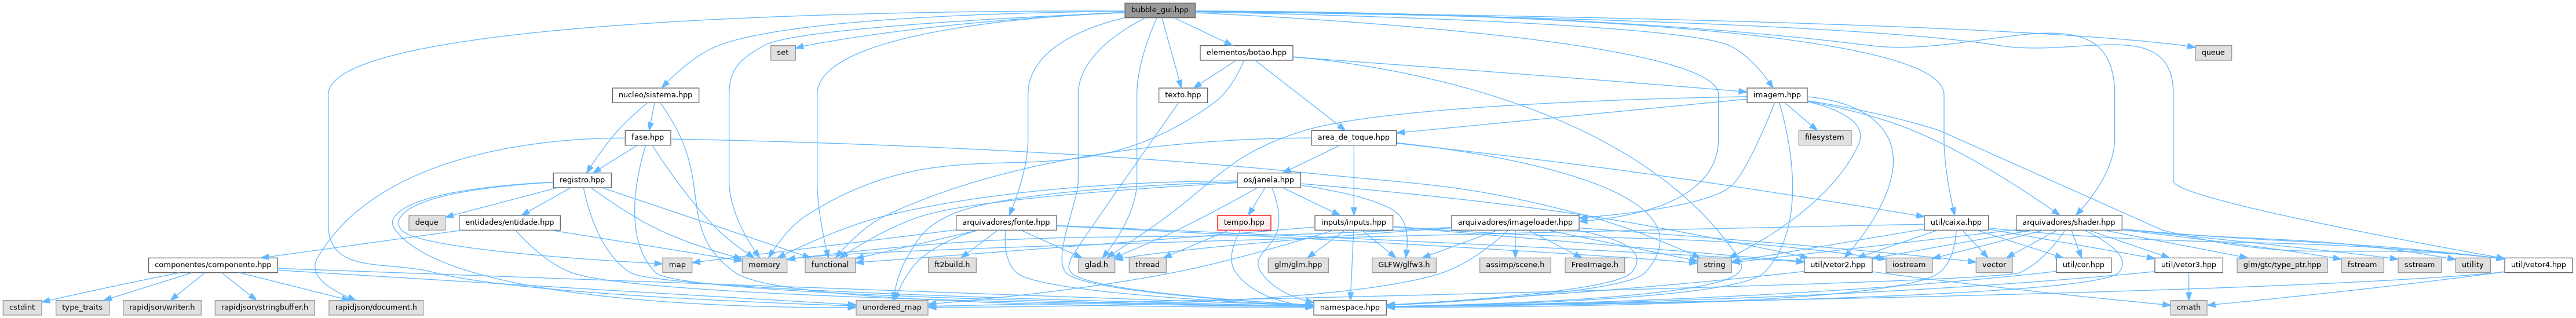 bubble_gui.hpp
set
elementos/botao.hpp
queue
nucleo/sistema.hpp
texto.hpp
imagem.hpp
fase.hpp
area_de_toque.hpp
filesystem
registro.hpp
os/janela.hpp
deque
entidades/entidade.hpp
arquivadores/fonte.hpp
tempo.hpp
inputs/inputs.hpp
arquivadores/imageloader.hpp
util/caixa.hpp
arquivadores/shader.hpp
componentes/componente.hpp
map
memory
functional
ft2build.h
glad.h
thread
glm/glm.hpp
GLFW/glfw3.h
assimp/scene.h
FreeImage.h
string
util/vetor2.hpp
iostream
vector
util/cor.hpp
util/vetor3.hpp
glm/gtc/type_ptr.hpp
fstream
sstream
utility
util/vetor4.hpp
cstdint
type_traits
rapidjson/writer.h
rapidjson/stringbuffer.h
rapidjson/document.h
unordered_map
namespace.hpp
cmath